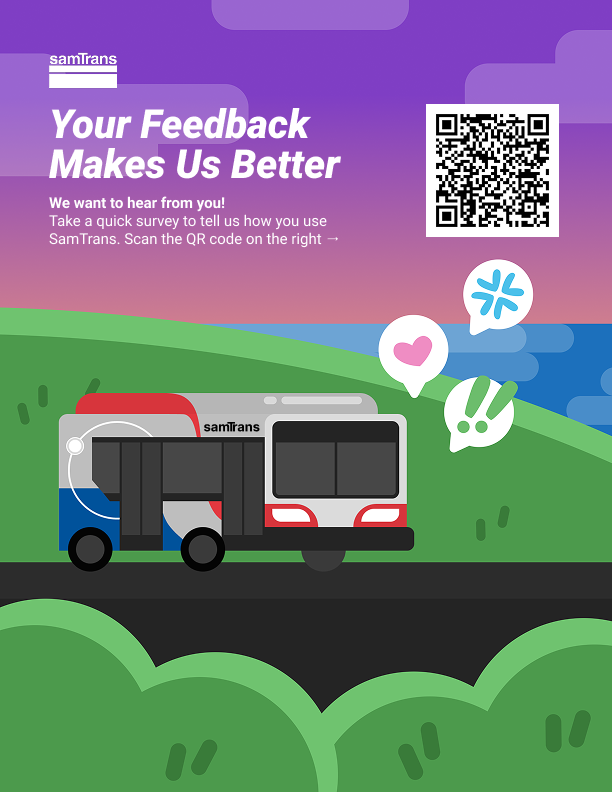 samTrans
Your Feedback
Makes Us Better
We want to hear from you!
Take a quick survey to tell us how you use
SamTrans. Scan the QR code on the right →
samTrans